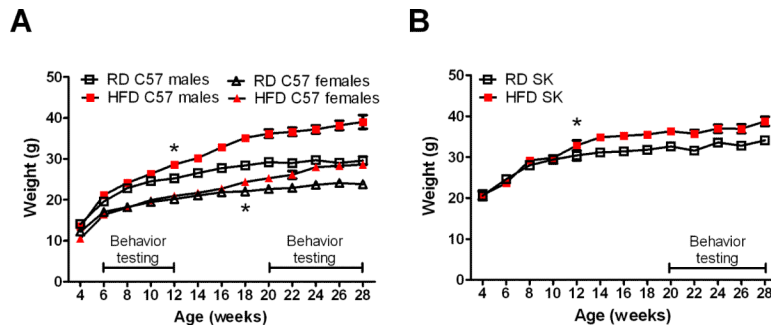 A
RD C57 males
RD C57 females
HFD C57 males
HFD C57 females
Weight (g)
50
40
30
20
10
0
*
*
Behavior
testing
Behavior
testing
4 6 8 10 12 14 16 18 20 22 24 26 28
Age (weeks)
B
RD SK
HFD SK
Weight (g)
50
40
30
20
10
0
*
Behavior
testing
4 6 8 10 12 14 16 18 20 22 24 26 28
Age (weeks)